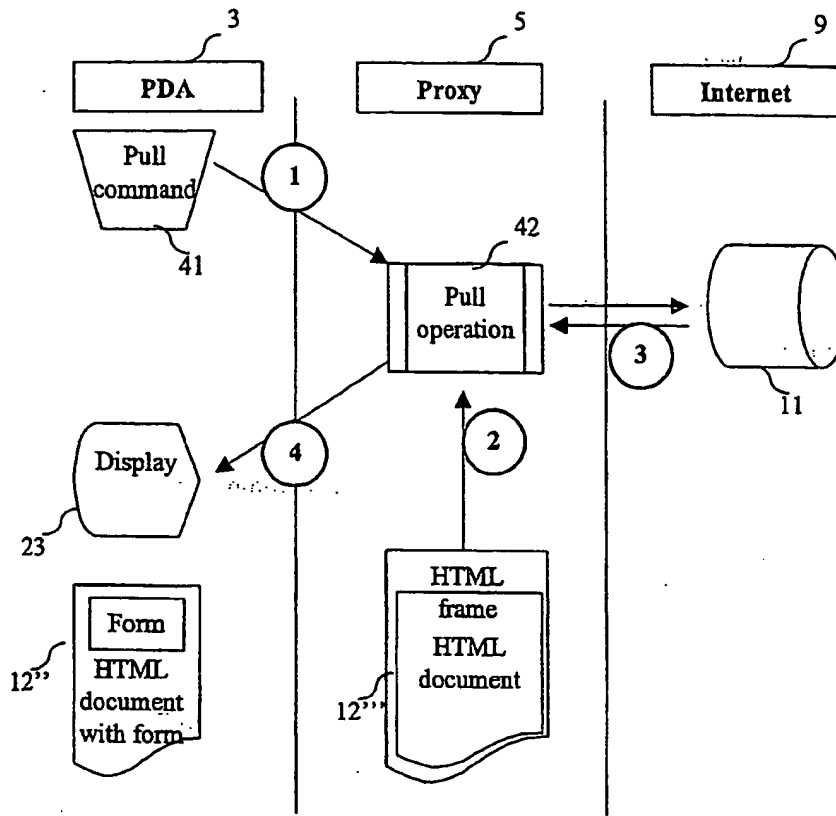 3
5
9
PDA
Proxy
Internet
Pull
command
1
41
42
Pull
operation
3
11
2
4
Display
23
HTML
frame
Form
HTML
document
HTML
document
with form
12''
12'''